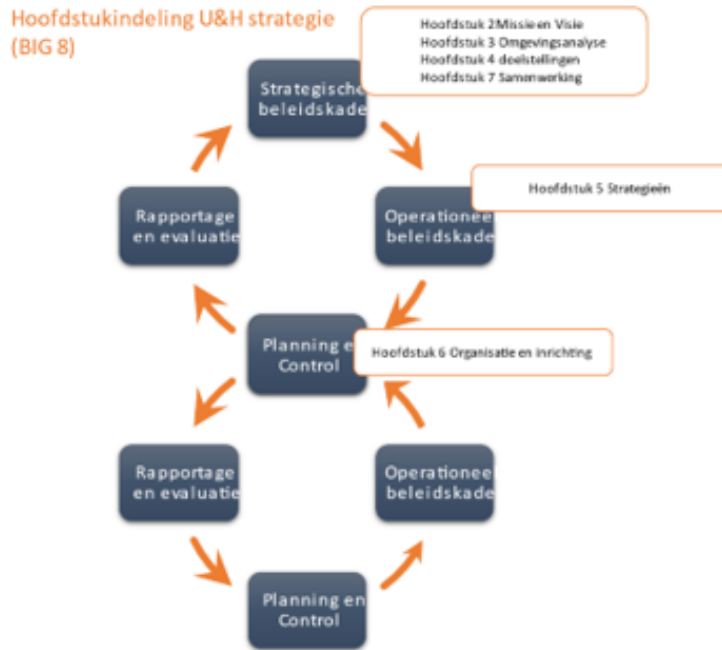 Hoofdstukindeling U&H strategie
(BIG 8)
Hoofdstuk 2Missie en Visie
Hoofdstuk 3 Omgevingsanalyse
Hoofdstuk 4 doelstellingen
Hoofdstuk 7 Samenwerking
Strategische
beleidskade
Rapportage
en evaluatie
Operationeel
beleidskade
Hoofdstuk 5 Strategieën
Planning en
Control
Hoofdstuk 6 Organisatie en Inrichting
Rapportage
en evaluatie
Operationeel
beleidskade
Planning en
Control